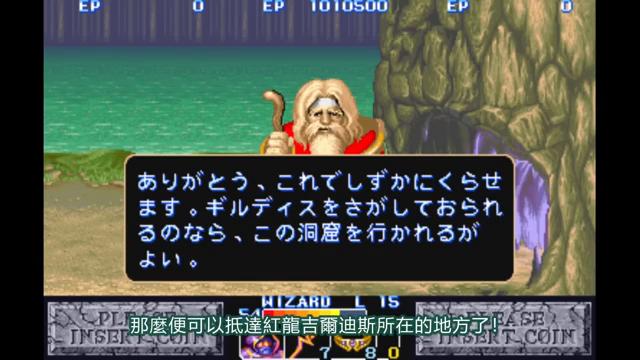 EP 0 EP 1010500 EP 0
ありがとう、これでしずかにくらせ
ます。ギルディスをさがしておられ
るのなら、この洞窟を行かれるが
よい。
WIZARD L 15
那麼便可以抵達紅龍吉爾迪斯所在的地方了!
INSERT COIN
INSERT COIN
7 8 0